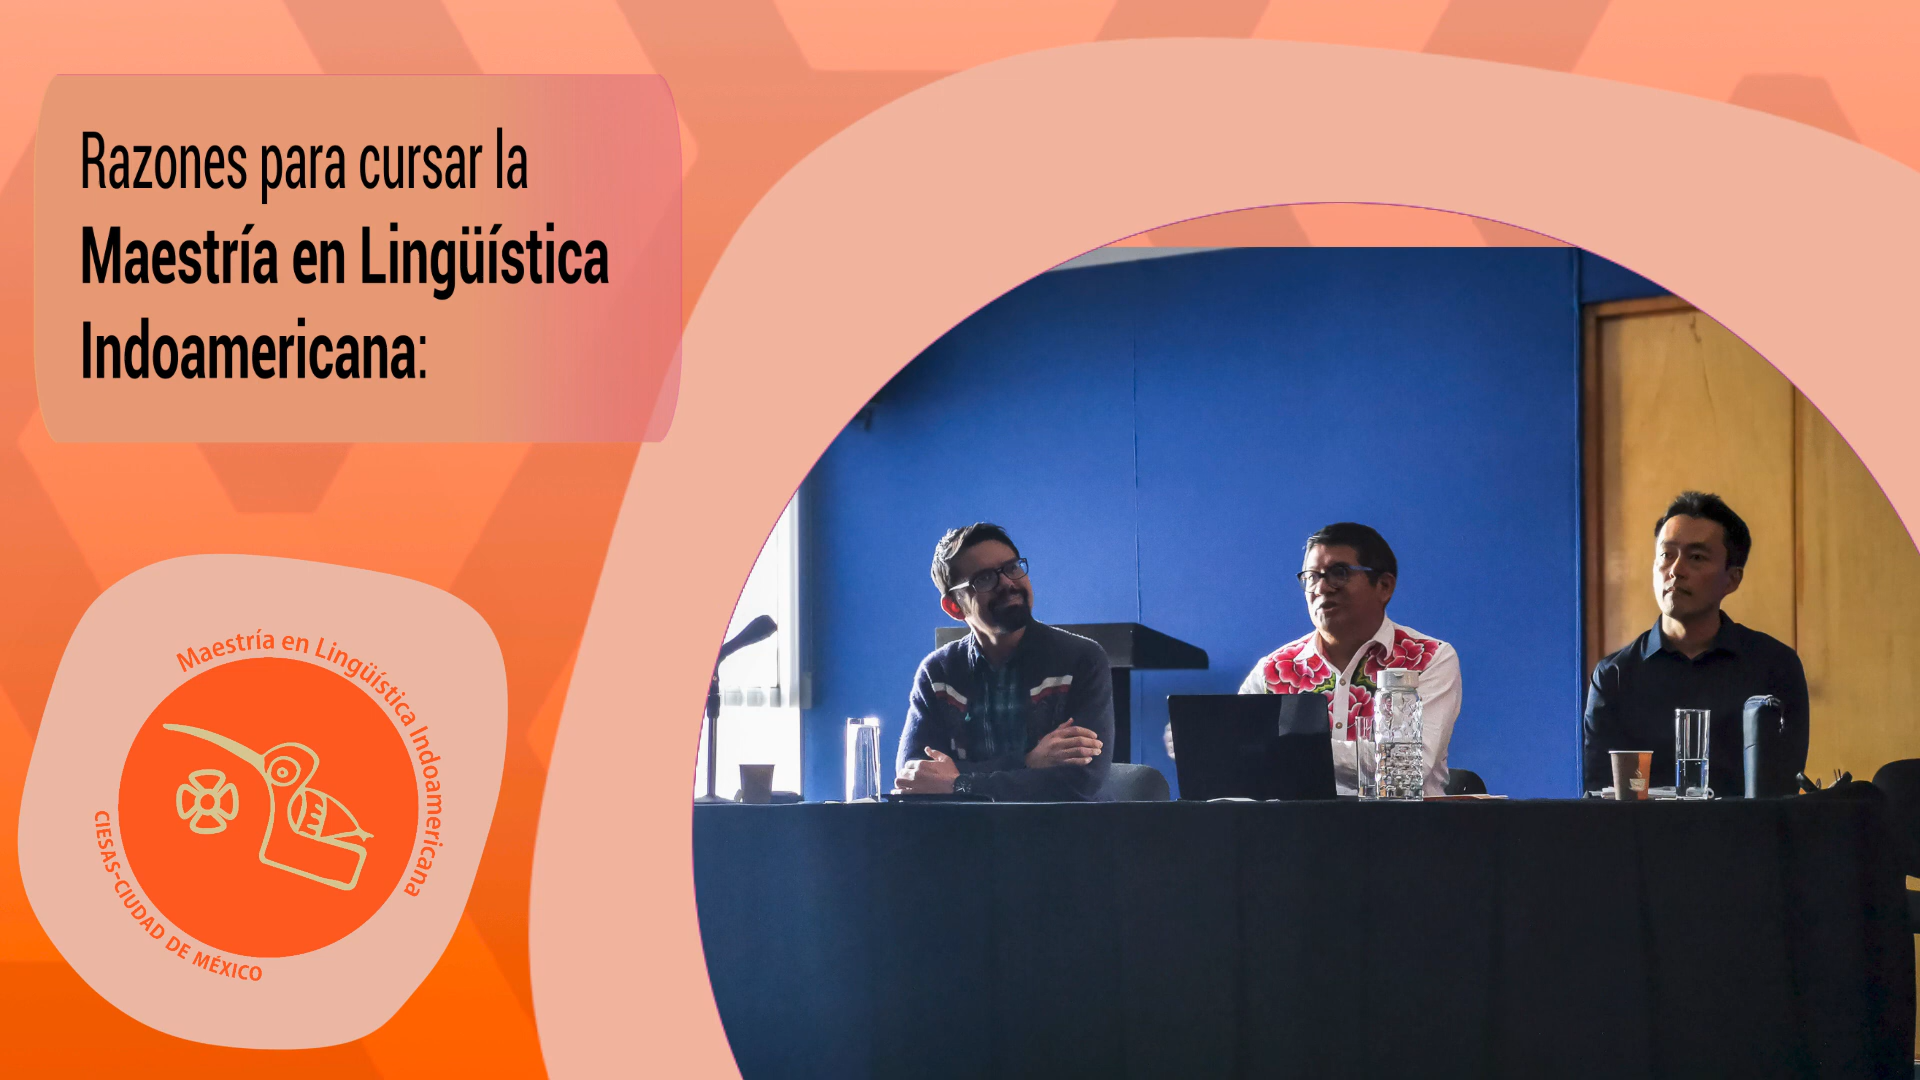 Razones para cursar la
Maestría en Lingüística
Indoamericana:
Maestría en Lingüística Indoamericana
CIESAS-CIUDAD DE MÉXICO